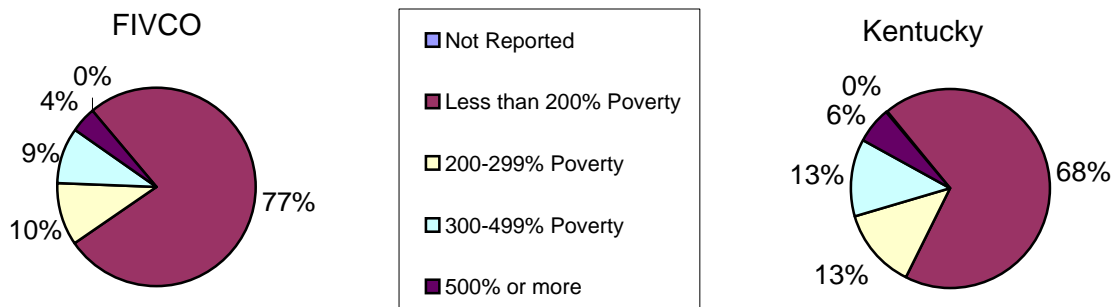 FIVCO
0%
4%
9%
10%
77%
Not Reported
Less than 200% Poverty
200-299% Poverty
300-499% Poverty
500% or more
Kentucky
0%
6%
13%
13%
68%